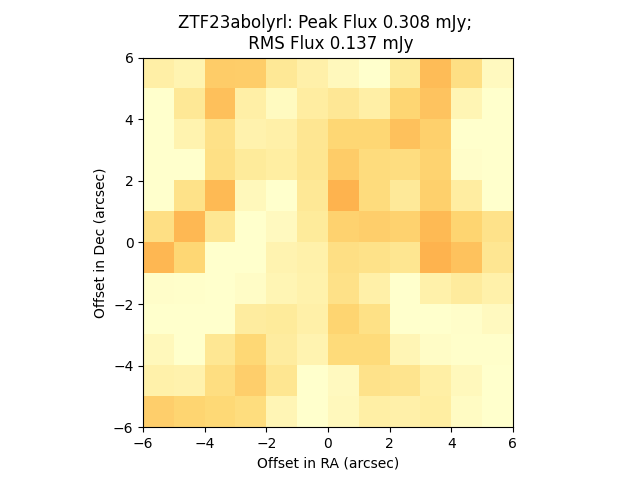 ZTF23abolyrl: Peak Flux 0.308 mJy;
RMS Flux 0.137 mJy
6
4
2
0
−2
−4
−6
Offset in Dec (arcsec)
−6 −4 −2 0 2 4 6
Offset in RA (arcsec)